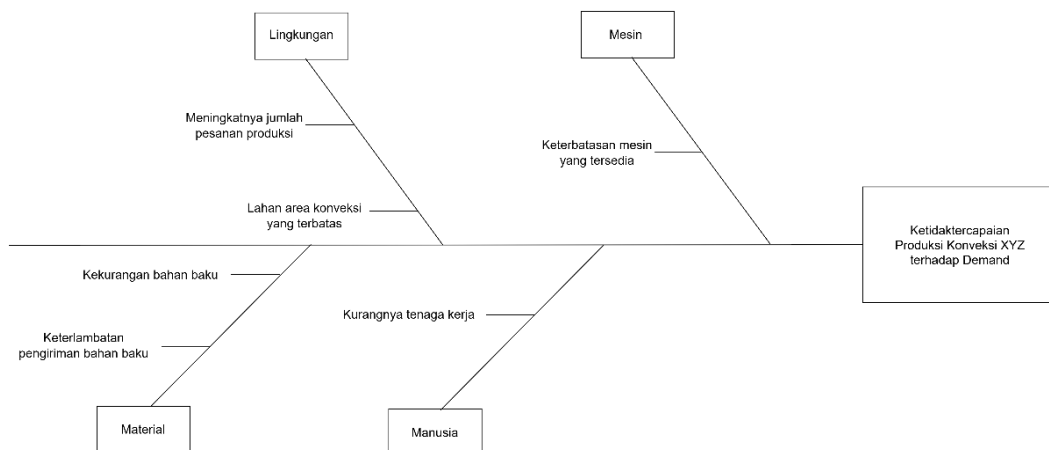 Lingkungan
Mesin
Meningkatnya jumlah
pesanan produksi
Keterbatasan mesin
yang tersedia
Lahan area konveksi
yang terbatas
Ketidaktercapaian
Produksi Konveksi XYZ
terhadap Demand
Kekurangan bahan baku
Kurangnya tenaga kerja
Keterlambatan
pengiriman bahan baku
Material
Manusia